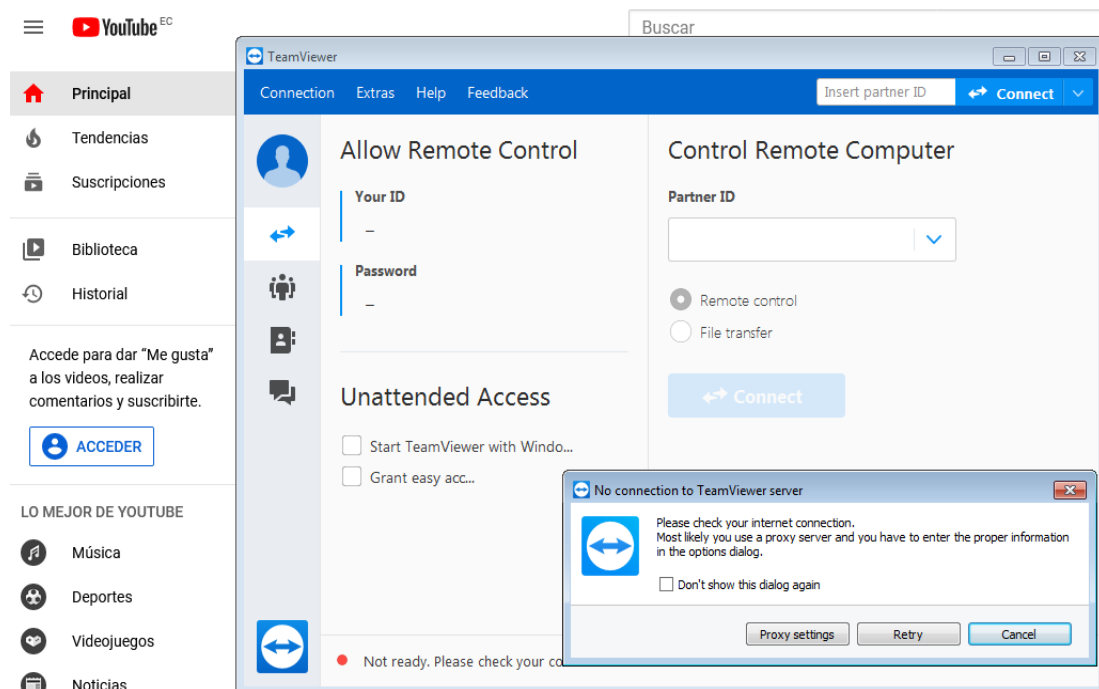 YouTube EC
Buscar
Principal
Tendencias
Suscripciones
Biblioteca
Historial
Accede para dar “Me gusta”
a los videos, realizar
comentarios y suscribirte.
ACCEDER
LO MEJOR DE YOUTUBE
Música
Deportes
Videojuegos
Noticias
TeamViewer
Connection Extras Help Feedback
Insert partner ID
Connect
Allow Remote Control
Your ID
–
Password
–
Unattended Access
Start TeamViewer with Windo...
Grant easy acc...
Not ready. Please check your co
Control Remote Computer
Partner ID
Remote control
File transfer
Connect
No connection to TeamViewer server
Please check your internet connection.
Most likely you use a proxy server and you have to enter the proper information
in the options dialog.
Don't show this dialog again
Proxy settings
Retry
Cancel